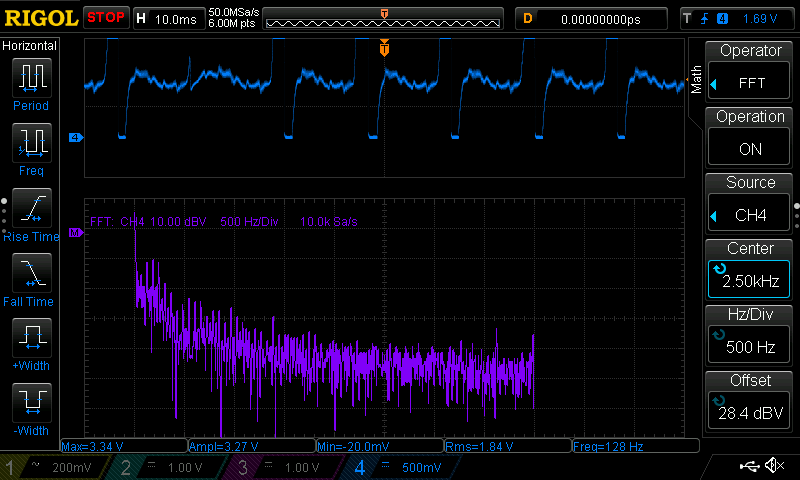 RIGOL STOP H 10.0ms 50.0MSa/s 6.00M pts T D 0.00000000ps T 4 1.69 V
Horizontal
Period
Freq
Rise Time
Fall Time
+Width
-Width
T
4
FFT: CH4 10.00 dBV 500 Hz/Div 10.0k Sa/s
M
Max=3.34 V Ampl=3.27 V Min=-20.0mV Rms=1.84 V Freq=128 Hz
Math
Operator
FFT
Operation
ON
Source
CH4
Center
2.50kHz
Hz/Div
500 Hz
Offset
28.4 dBV
1 ~ 200mV 2 1.00 V 3 1.00 V 4 500mV